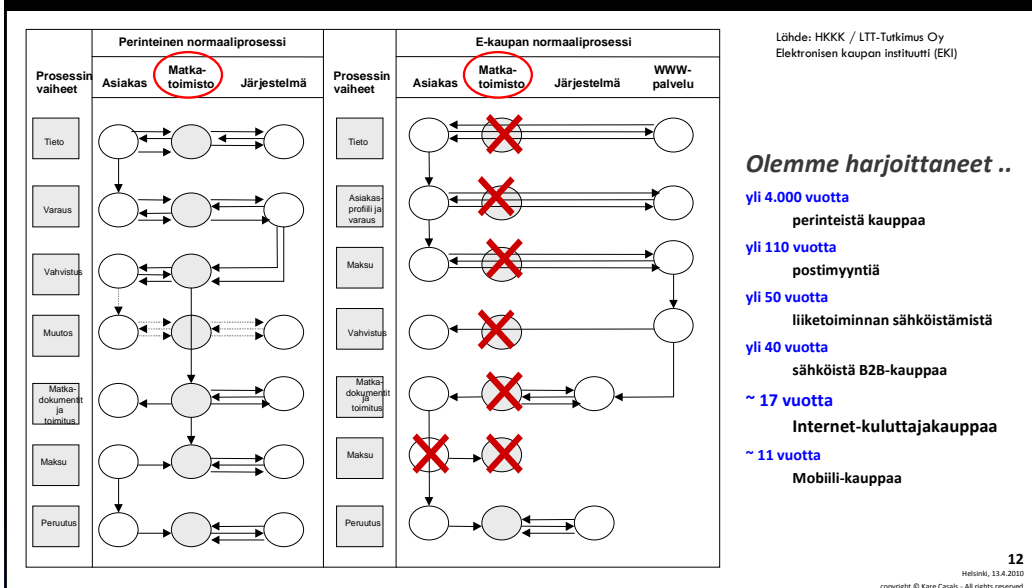 Perinteinen normaaliprosessi
Prosessin
vaiheet
Asiakas
Matka-
toimisto
Järjestelmä
Tieto
Varaus
Vahvistus
Muutos
Matka-
dokumentit
ja
toimitus
Maksu
Peruutus
E-kaupan normaaliprosessi
Prosessin
vaiheet
Asiakas
Matka-
toimisto
Järjestelmä
WWW-
palvelu
Tieto
Asiakas-
profiili ja
varaus
Maksu
Vahvistus
Matka-
dokumentit
ja
toimitus
Maksu
Peruutus
Lähde: HKKK / LTT-Tutkimus Oy
Elektronisen kaupan instituutti (EKI)
Olemme harjoittaneet ..
yli 4.000 vuotta
perinteistä kauppaa
yli 110 vuotta
postimyyntiä
yli 50 vuotta
liiketoiminnan sähköistämistä
yli 40 vuotta
sähköistä B2B-kauppaa
~ 17 vuotta
Internet-kuluttajakauppaa
~ 11 vuotta
Mobiili-kauppaa
12
Helsinki, 13.4.2010
copyright © Kare Casals - All rights reserved